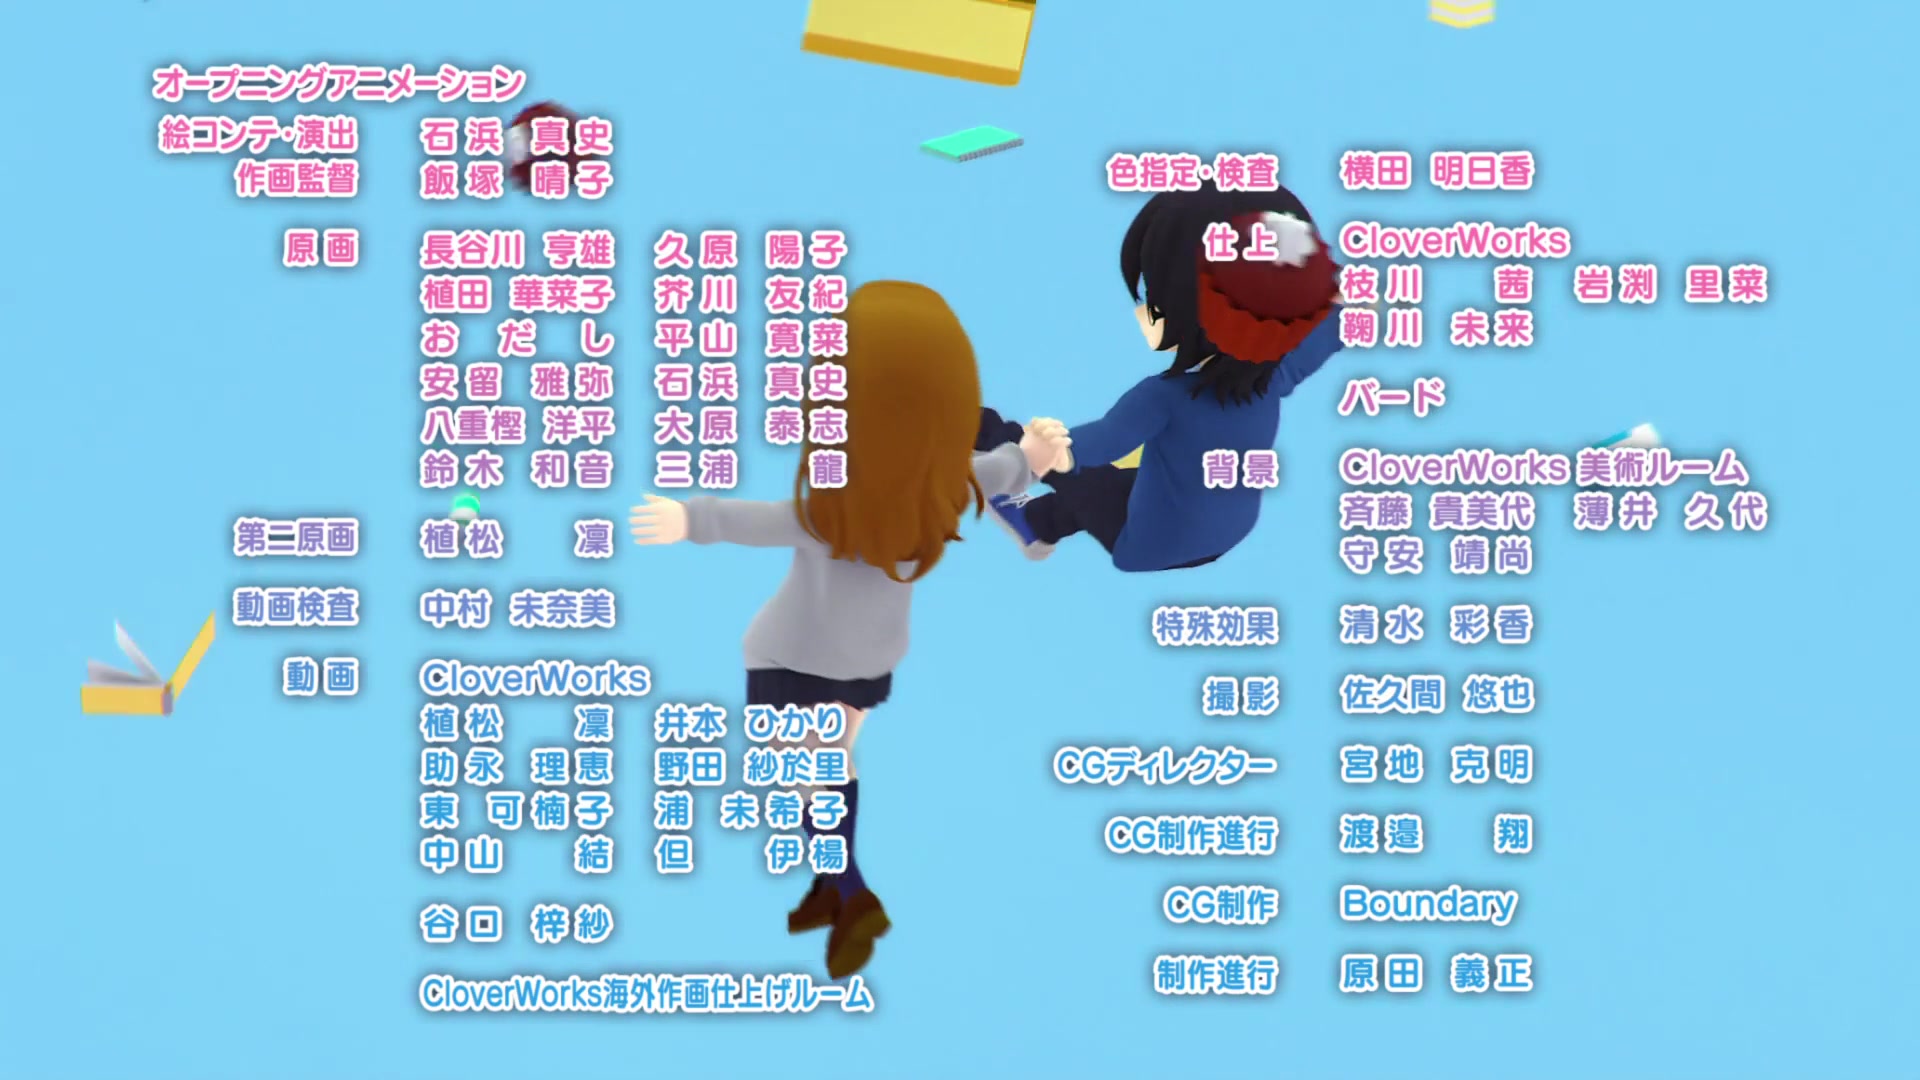 オープニングアニメーション
絵コンテ・演出 石浜 真史
作画監督 飯塚 晴子
原画 長谷川 亨雄 久原 陽子
植田 華菜子 芥川 友紀
おだし 平山 寛菜
安留 雅弥 石浜 真史
八重樫 洋平 大原 泰志
鈴木 和音 三浦 龍
第二原画 植松 凜
動画検査 中村 未奈美
動画 CloverWorks
植松 凜 井本 ひかり
助永 理恵 野田 紗於里
東 可楠子 浦 未希子
中山 結 但 伊楊
谷口 梓紗
CloverWorks海外作画仕上げルーム
色指定・検査 横田 明日香
仕上 CloverWorks
枝川 茜 岩渕 里菜
鞠川 未来
バード
背景 CloverWorks 美術ルーム
斉藤 貴美代 薄井 久代
守安 靖尚
特殊効果 清水 彩香
撮影 佐久間 悠也
CGディレクター 宮地 克明
CG制作進行 渡邉 翔
CG制作 Boundary
制作進行 原田 義正